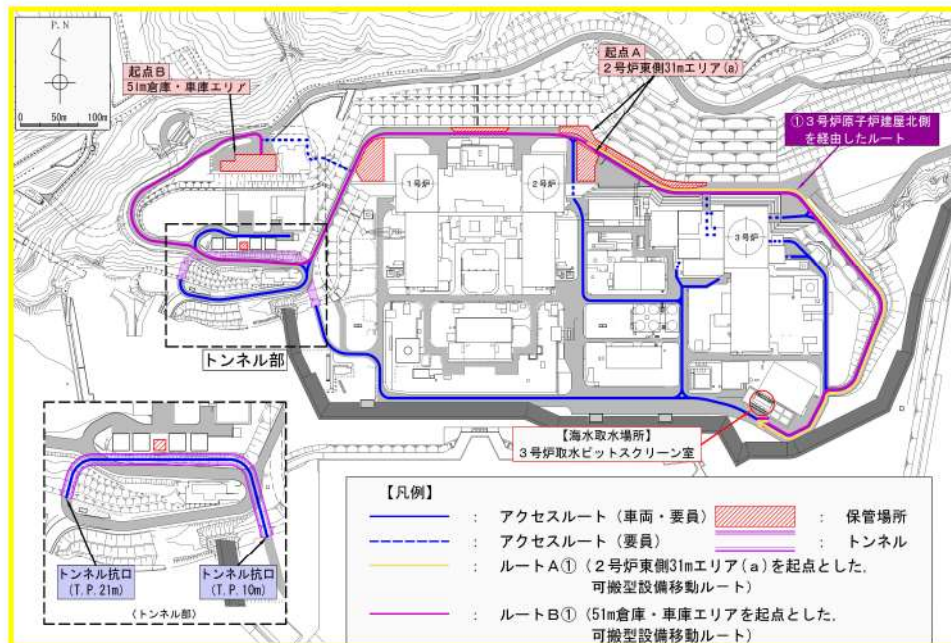 P.N
0 50m 100m
起点B
51m倉庫・車庫エリア
起点A
2号炉東側31mエリア(a)
①3号炉原子炉建屋北側
を経由したルート
1号炉
2号炉
3号炉
トンネル部
【海水取水場所】
3号炉取水ピットスクリーン室
トンネル坑口
(T.P.21m)
トンネル坑口
(T.P.10m)
〈トンネル部〉
【凡例】
: アクセスルート（車両・要員）
: 保管場所
: アクセスルート（要員）
: トンネル
: ルートA①（2号炉東側31mエリア(a)を起点とした，
可搬型設備移動ルート）
: ルートB①（51m倉庫・車庫エリアを起点とした，
可搬型設備移動ルート）